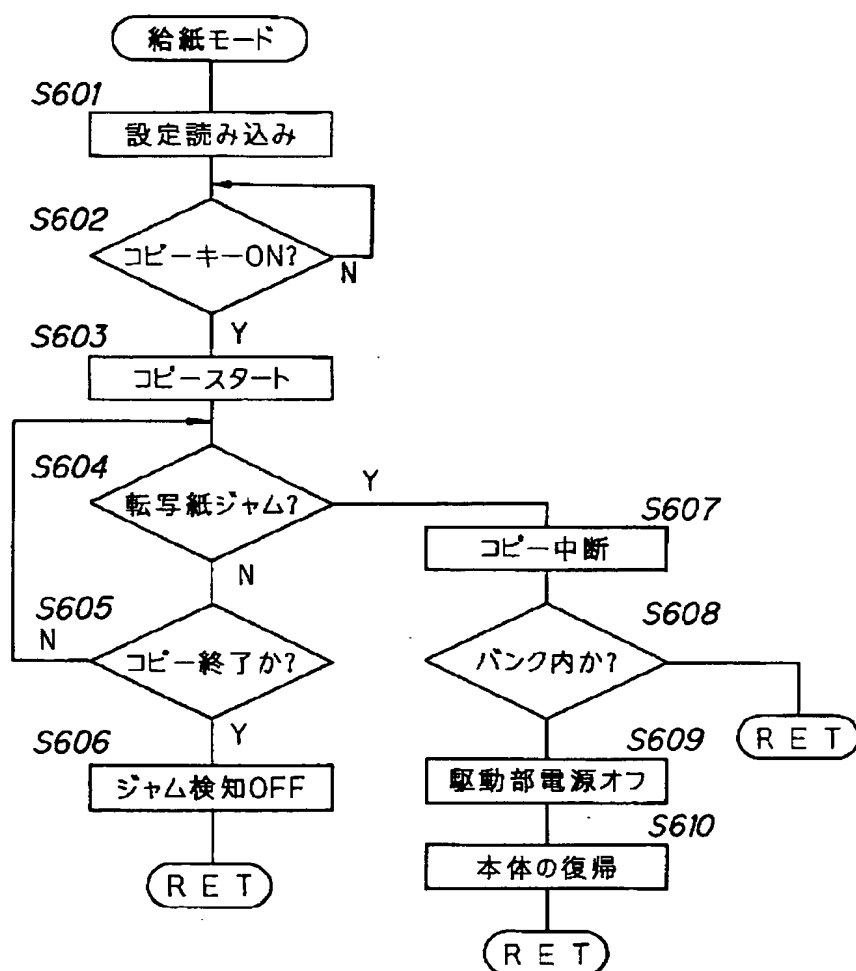 給紙モード
S601
設定読み込み
S602
コピーキーON?
N
Y
S603
コピースタート
S604
転写紙ジャム?
Y
N
S605
コピー終了か?
N
Y
S606
ジャム検知OFF
RET
S607
コピー中断
S608
バンク内か?
RET
S609
駆動部電源オフ
S610
本体の復帰
RET